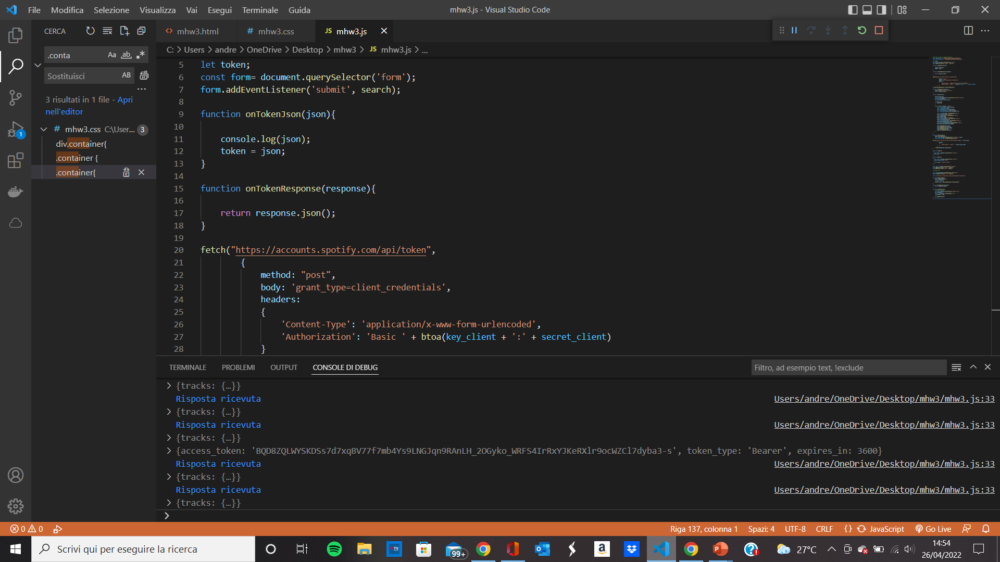 File Modifica Selezione Visualizza Vai Esegui Terminale Guida
mhw3.js - Visual Studio Code
CERCA
.conta
Aa ab
Sostituisci
AB
3 risultati in 1 file - Apri
nell'editor
# mhw3.css C:\User... 3
div.container{
.container {
.container{
1
<> mhw3.html
# mhw3.css
JS mhw3.js
C: > Users > andre > OneDrive > Desktop > mhw3 > JS mhw3.js > ...
5 let token;
6 const form= document.querySelector('form');
7 form.addEventListener('submit', search);
8
9 function onTokenJson(json){
10
11 console.log(json);
12 token = json;
13 }
14
15 function onTokenResponse(response){
16
17 return response.json();
18 }
19
20 fetch("https://accounts.spotify.com/api/token",
21 {
22 method: "post",
23 body: 'grant_type=client_credentials',
24 headers:
25 {
26 'Content-Type': 'application/x-www-form-urlencoded',
27 'Authorization': 'Basic ' + btoa(key_client + ':' + secret_client)
28 }
TERMINALE PROBLEMI OUTPUT CONSOLE DI DEBUG
Filtro, ad esempio text, !exclude
> {tracks: {…}}
Risposta ricevuta Users/andre/OneDrive/Desktop/mhw3/mhw3.js:33
> {tracks: {…}}
Risposta ricevuta Users/andre/OneDrive/Desktop/mhw3/mhw3.js:33
> {tracks: {…}}
> {access_token: 'BQD8ZQLWYSKDSs7d7xqBV77f7mb4Ys9LNGJqn9RAnLH_2OGyko_WRFS4IrRxYJKeRXlr9ocWZCl7dyba3-s', token_type: 'Bearer', expires_in: 3600}
Risposta ricevuta Users/andre/OneDrive/Desktop/mhw3/mhw3.js:33
> {tracks: {…}}
Risposta ricevuta Users/andre/OneDrive/Desktop/mhw3/mhw3.js:33
> {tracks: {…}}
>
0 0
Riga 137, colonna 1 Spazi: 4 UTF-8 CRLF {} JavaScript Go Live
Scrivi qui per eseguire la ricerca
99+
27°C
14:54
26/04/2022